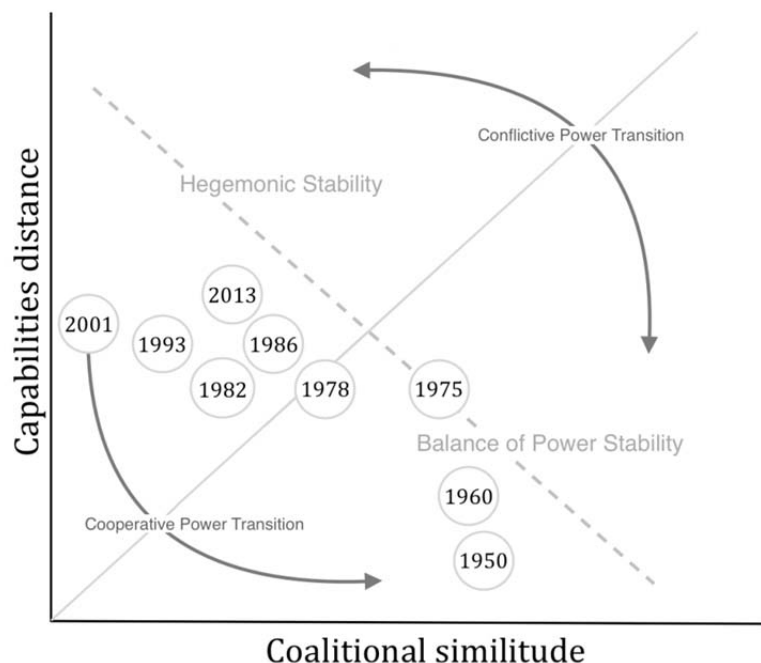 Conflictive Power Transition
Hegemonic Stability
2013
2001
1993
1986
1982
1978
1975
Balance of Power Stability
1960
Cooperative Power Transition
1950
Capabilities distance
Coalitional similitude